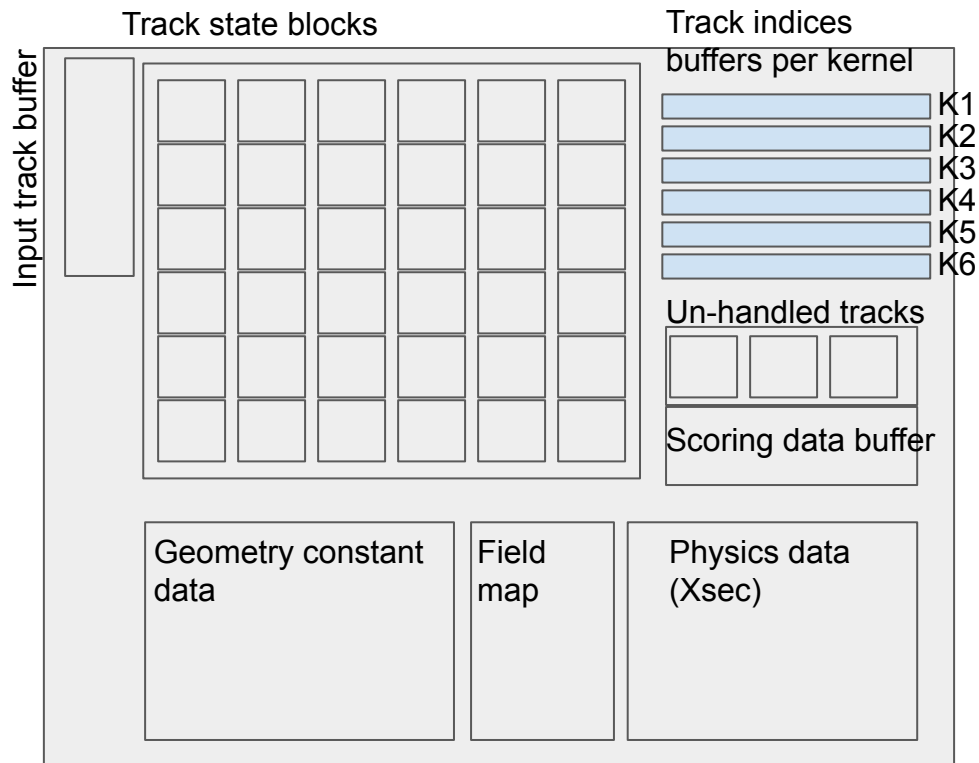 Track state blocks
Track indices
buffers per kernel
Input track buffer
K1
K2
K3
K4
K5
K6
Un-handled tracks
Scoring data buffer
Geometry constant
data
Field
map
Physics data
(Xsec)